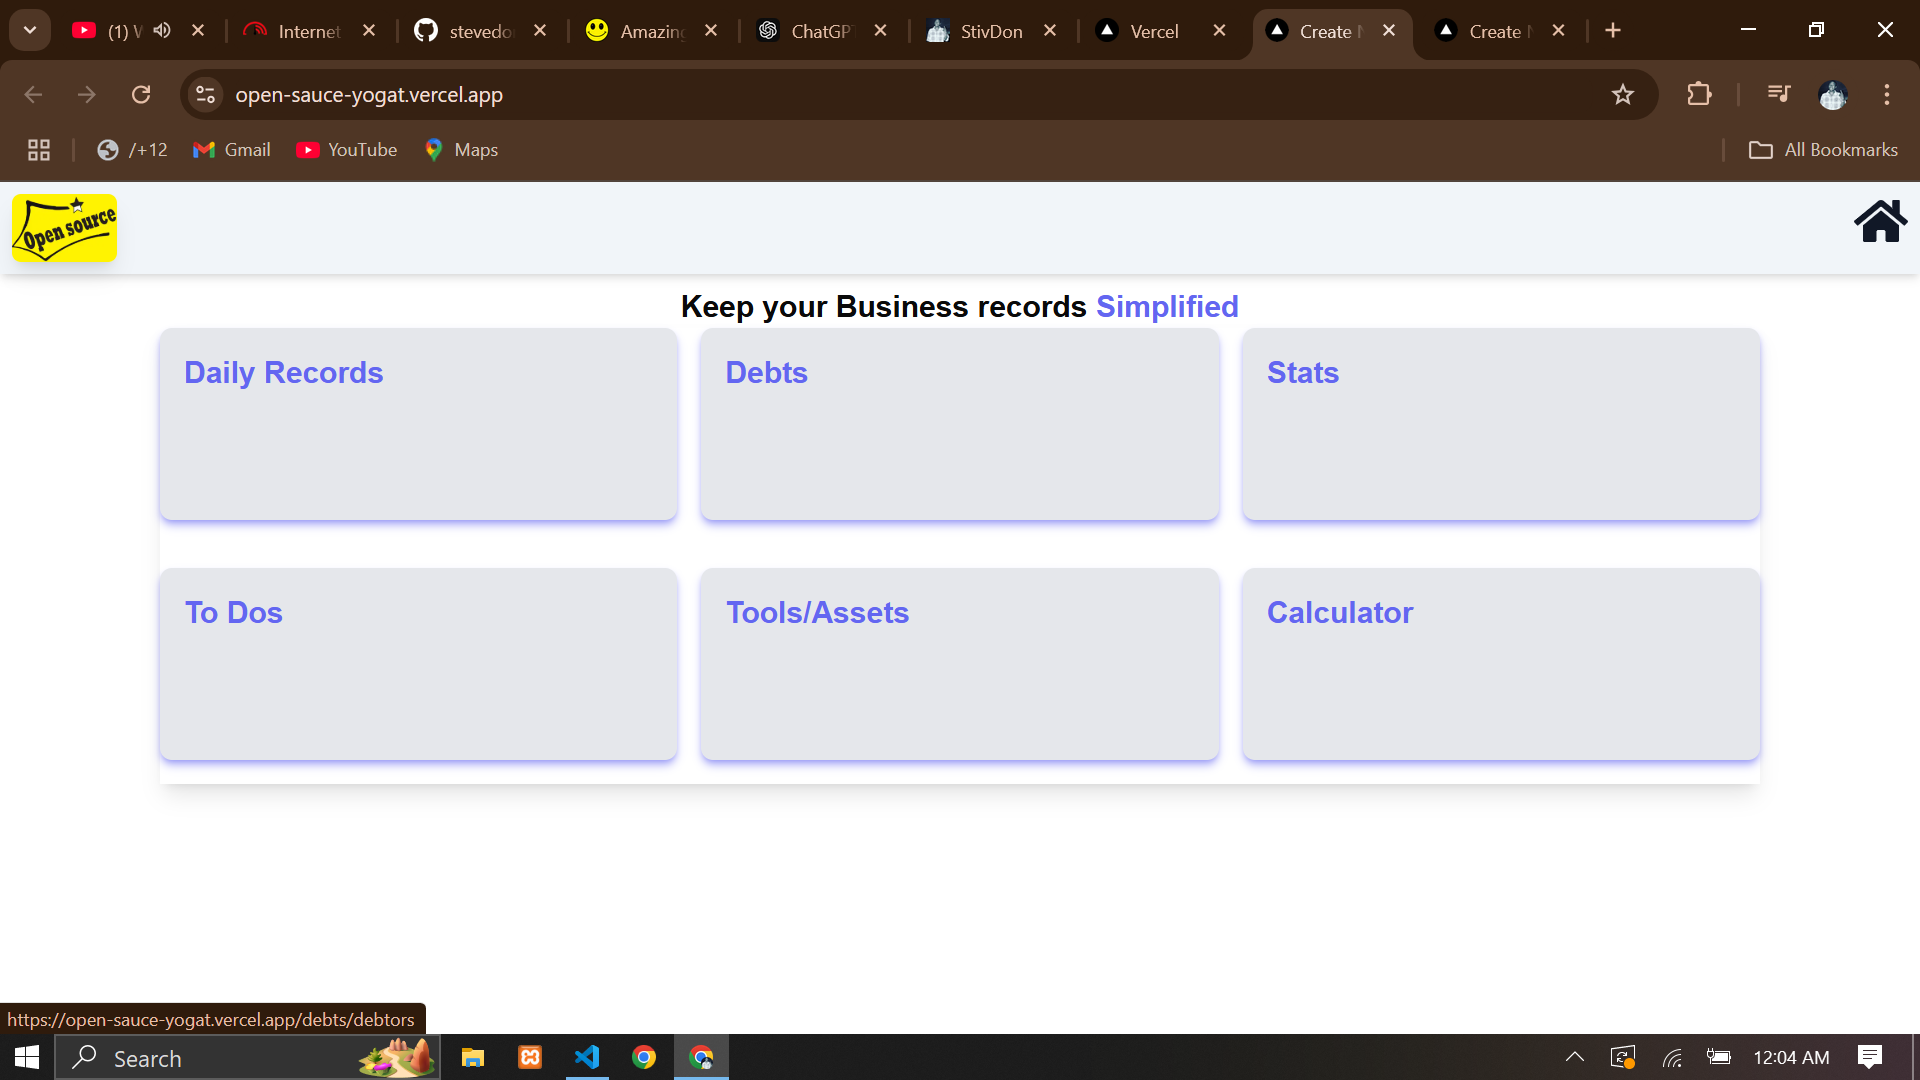 (1) W
Internet
stevedo
Amazing
ChatGPT
StivDon
Vercel
Create N
Create N
open-sauce-yogat.vercel.app
/+12
Gmail
YouTube
Maps
All Bookmarks
Open source
Keep your Business records Simplified
Daily Records
Debts
Stats
To Dos
Tools/Assets
Calculator
https://open-sauce-yogat.vercel.app/debts/debtors
Search
12:04 AM